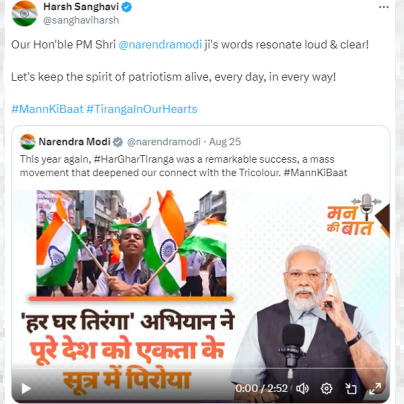 Harsh Sanghavi
@sanghaviharsh
Our Hon'ble PM Shri @narendramodi ji's words resonate loud & clear!
Let's keep the spirit of patriotism alive, every day, in every way!
#MannKiBaat #TirangaInOurHearts
Narendra Modi @narendramodi · Aug 25
This year again, #HarGharTiranga was a remarkable success, a mass
movement that deepened our connect with the Tricolour. #MannKiBaat
मन
की बात
'हर घर तिरंगा' अभियान ने
पूरे देश को एकता के
सूत्र में पिरोया
0:00 / 2:52